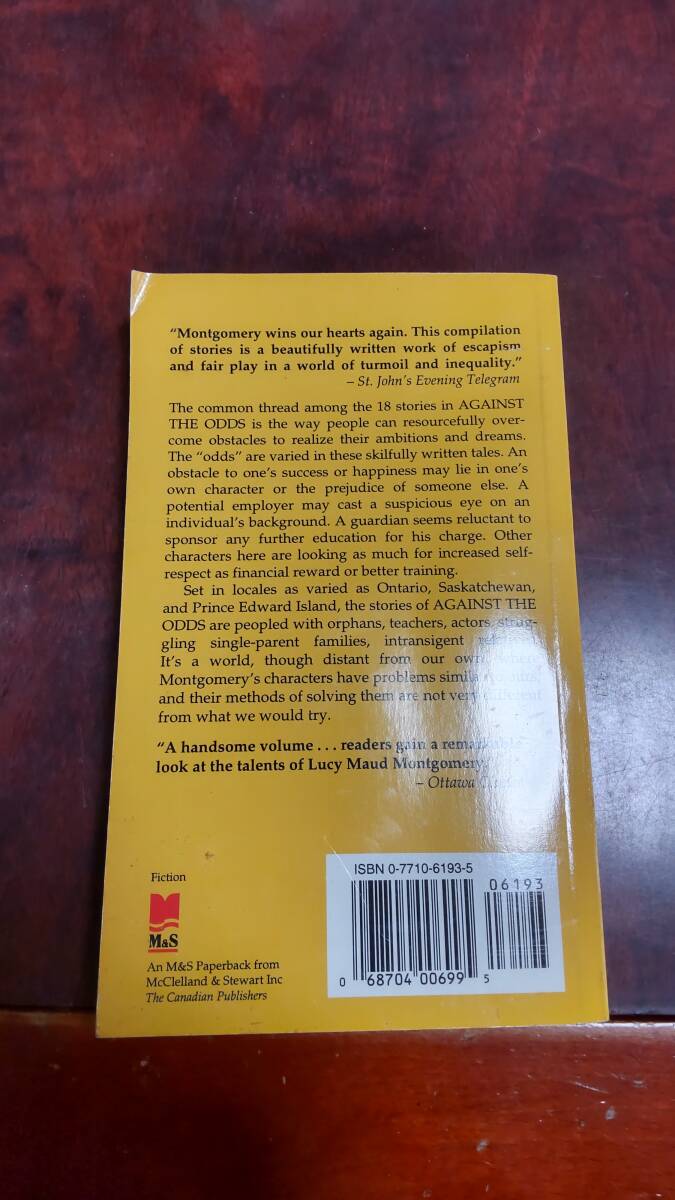 “Montgomery wins our hearts again. This compilation
of stories is a beautifully written work of escapism
and fair play in a world of turmoil and inequality.”
– St. John's Evening Telegram
The common thread among the 18 stories in AGAINST
THE ODDS is the way people can resourcefully over-
come obstacles to realize their ambitions and dreams.
The “odds” are varied in these skilfully written tales. An
obstacle to one's success or happiness may lie in one's
own character or the prejudice of someone else. A
potential employer may cast a suspicious eye on an
individual's background. A guardian seems reluctant to
sponsor any further education for his charge. Other
characters here are looking as much for increased self-
respect as financial reward or better training.
Set in locales as varied as Ontario, Saskatchewan,
and Prince Edward Island, the stories of AGAINST THE
ODDS are peopled with orphans, teachers, actors, strug-
gling single-parent families, intransigent
It's a world, though distant from our own, where
Montgomery's characters have problems similar to ours,
and their methods of solving them are not very different
from what we would try.
“A handsome volume . . . readers gain a remarkable
look at the talents of Lucy Maud Montgomery.
– Ottawa
Fiction
M&S
An M&S Paperback from
McClelland & Stewart Inc
The Canadian Publishers
ISBN 0-7710-6193-5
06193
0 68704 00699 5